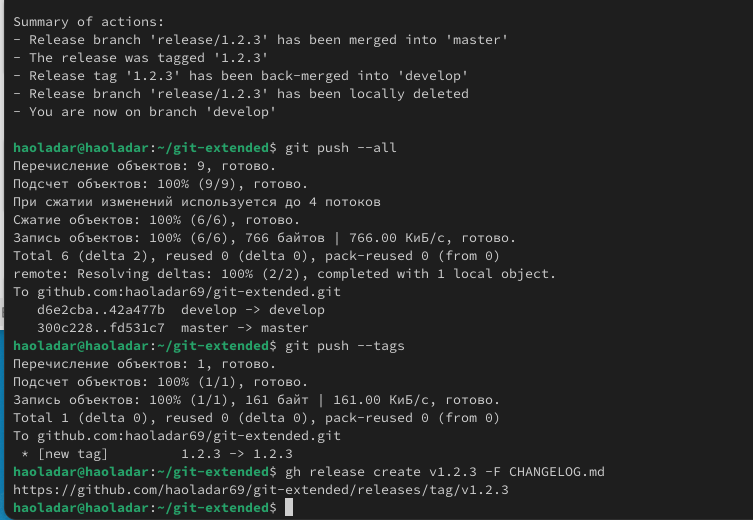 Summary of actions:
- Release branch 'release/1.2.3' has been merged into 'master'
- The release was tagged '1.2.3'
- Release tag '1.2.3' has been back-merged into 'develop'
- Release branch 'release/1.2.3' has been locally deleted
- You are now on branch 'develop'
haoladar@haoladar:~/git-extended$ git push --all
Перечисление объектов: 9, готово.
Подсчет объектов: 100% (9/9), готово.
При сжатии изменений используется до 4 потоков
Сжатие объектов: 100% (6/6), готово.
Запись объектов: 100% (6/6), 766 байтов | 766.00 КиБ/с, готово.
Total 6 (delta 2), reused 0 (delta 0), pack-reused 0 (from 0)
remote: Resolving deltas: 100% (2/2), completed with 1 local object.
To github.com:haoladar69/git-extended.git
   d6e2cba..42a477b  develop -> develop
   300c228..fd531c7  master -> master
haoladar@haoladar:~/git-extended$ git push --tags
Перечисление объектов: 1, готово.
Подсчет объектов: 100% (1/1), готово.
Запись объектов: 100% (1/1), 161 байт | 161.00 КиБ/с, готово.
Total 1 (delta 0), reused 0 (delta 0), pack-reused 0 (from 0)
To github.com:haoladar69/git-extended.git
 * [new tag]         1.2.3 -> 1.2.3
haoladar@haoladar:~/git-extended$ gh release create v1.2.3 -F CHANGELOG.md
https://github.com/haoladar69/git-extended/releases/tag/v1.2.3
haoladar@haoladar:~/git-extended$